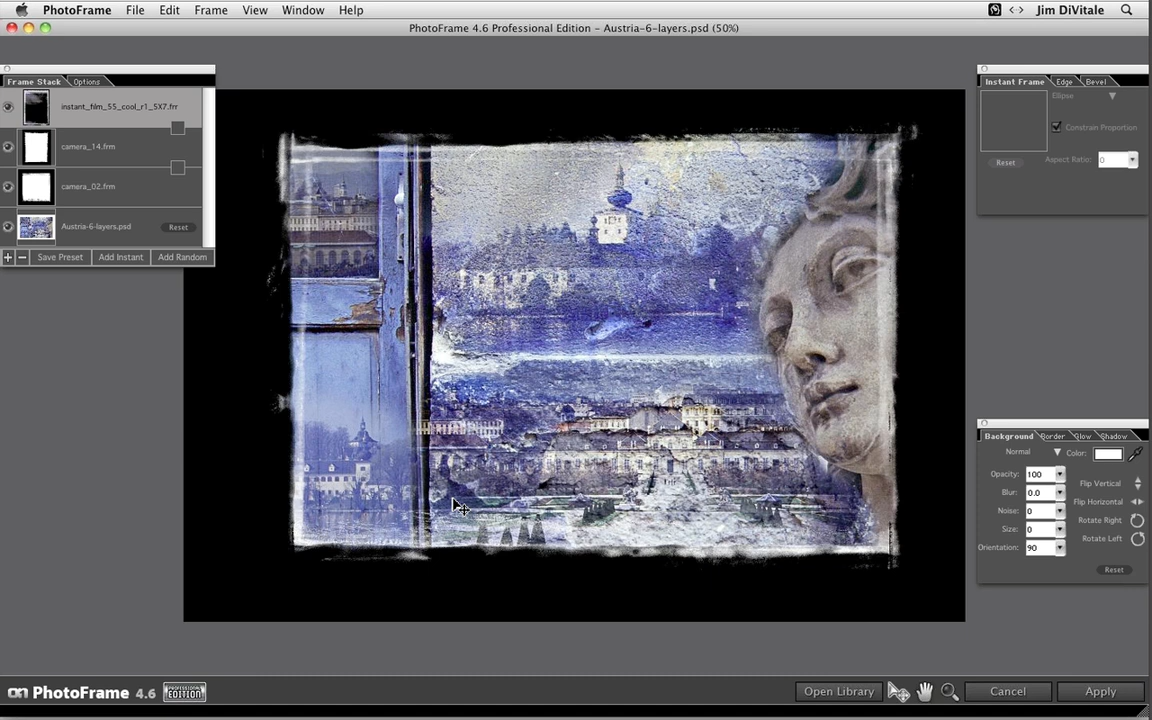 PhotoFrame File Edit Frame View Window Help Jim DiVitale
PhotoFrame 4.6 Professional Edition – Austria-6-layers.psd (50%)
Frame Stack Options
instant_film_55_cool_r1_5X7.frr
camera_14.frm
camera_02.frm
Austria-6-layers.psd Reset
Save Preset Add Instant Add Random
Instant Frame Edge Bevel
Ellipse
Constrain Proportion
Reset Aspect Ratio: 0
Background Border Glow Shadow
Normal Color:
Opacity: 100
Flip Vertical
Blur: 0.0
Flip Horizontal
Noise: 0
Rotate Right
Size: 0
Rotate Left
Orientation: 90
Reset
on PhotoFrame 4.6 PROFESSIONAL EDITION
Open Library Cancel Apply